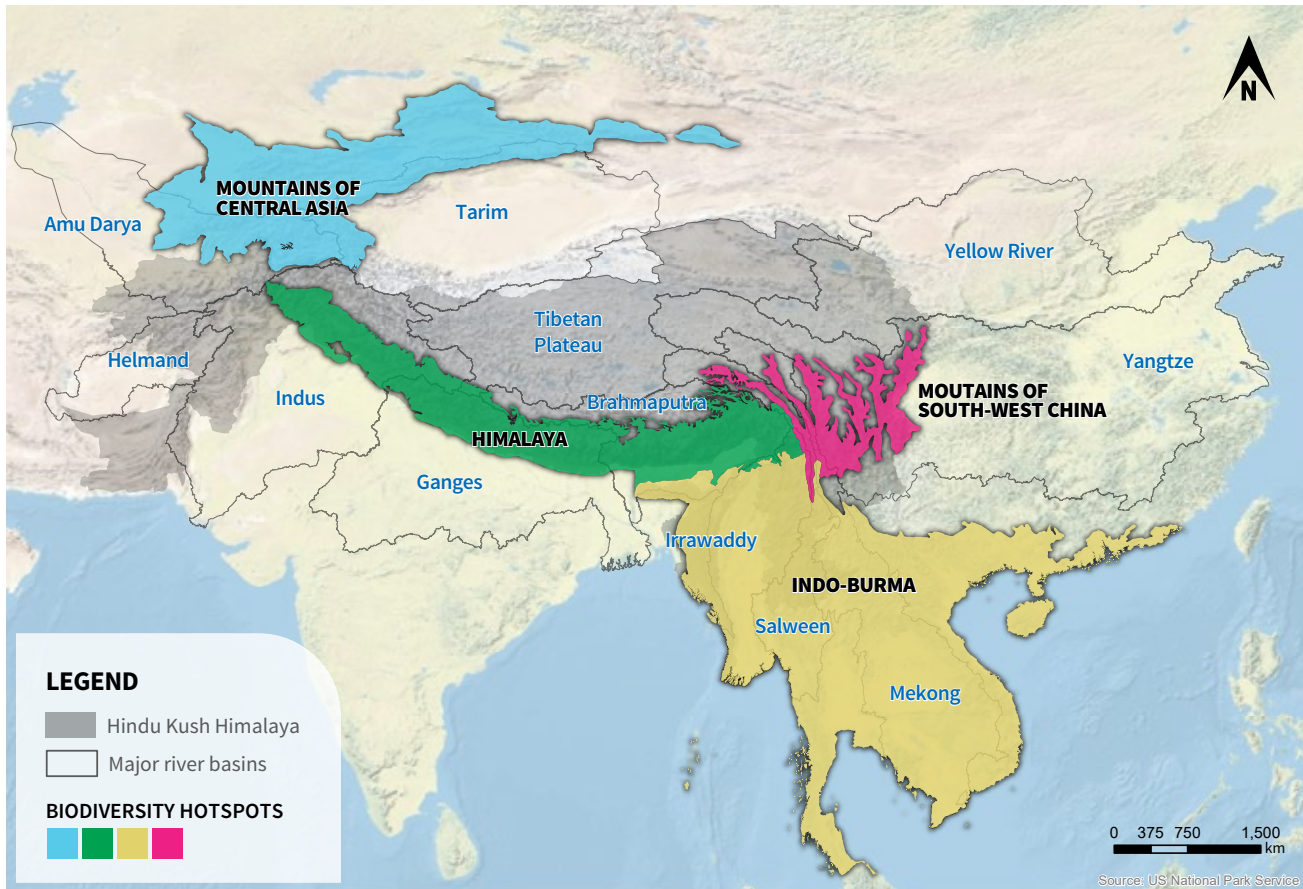 N
MOUNTAINS OF
CENTRAL ASIA
Amu Darya
Tarim
Yellow River
Tibetan
Plateau
Helmand
Yangtze
Indus
Brahmaputra
MOUTAINS OF
SOUTH-WEST CHINA
HIMALAYA
Ganges
Irrawaddy
INDO-BURMA
Salween
Mekong
LEGEND
Hindu Kush Himalaya
Major river basins
BIODIVERSITY HOTSPOTS
0 375 750 1,500
km
Source: US National Park Service